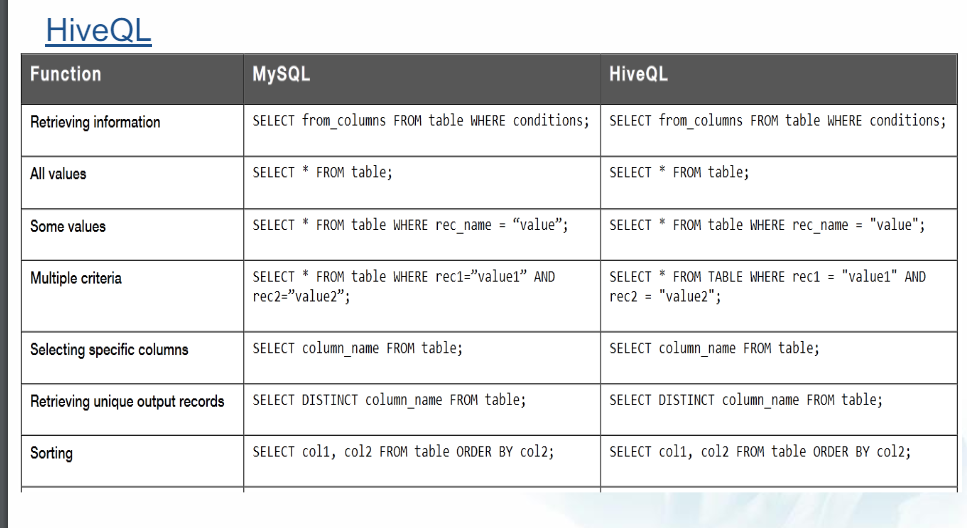 HiveQL
Function MySQL HiveQL
Retrieving information SELECT from_columns FROM table WHERE conditions; SELECT from_columns FROM table WHERE conditions;
All values SELECT * FROM table; SELECT * FROM table;
Some values SELECT * FROM table WHERE rec_name = “value”; SELECT * FROM table WHERE rec_name = "value";
Multiple criteria SELECT * FROM table WHERE rec1=”value1” AND SELECT * FROM TABLE WHERE rec1 = "value1" AND
rec2=”value2”; rec2 = "value2";
Selecting specific columns SELECT column_name FROM table; SELECT column_name FROM table;
Retrieving unique output records SELECT DISTINCT column_name FROM table; SELECT DISTINCT column_name FROM table;
Sorting SELECT col1, col2 FROM table ORDER BY col2; SELECT col1, col2 FROM table ORDER BY col2;